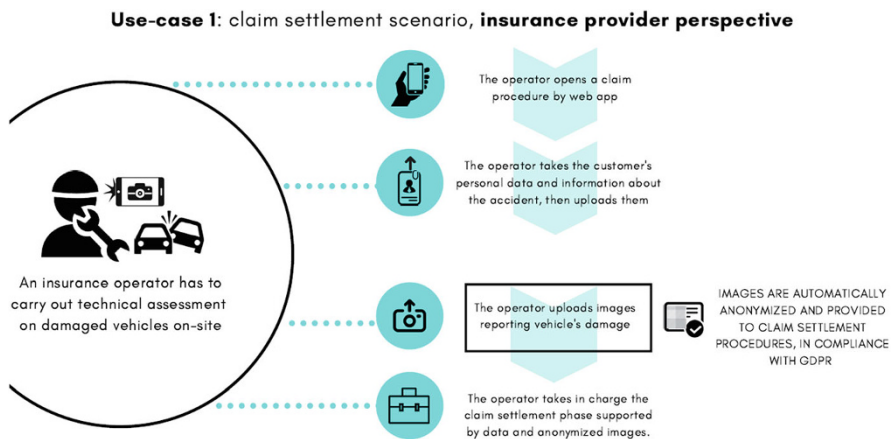 Use-case 1: claim settlement scenario, insurance provider perspective
The operator opens a claim
procedure by web app
The operator takes the customer's
personal data and information about
the accident, then uploads them
An insurance operator has to
carry out technical assessment
on damaged vehicles on-site
The operator uploads images
reporting vehicle's damage
IMAGES ARE AUTOMATICALLY
ANONYMIZED AND PROVIDED
TO CLAIM SETTLEMENT
PROCEDURES, IN COMPLIANCE
WITH GDPR
The operator takes in charge the
claim settlement phase supported
by data and anonymized images.